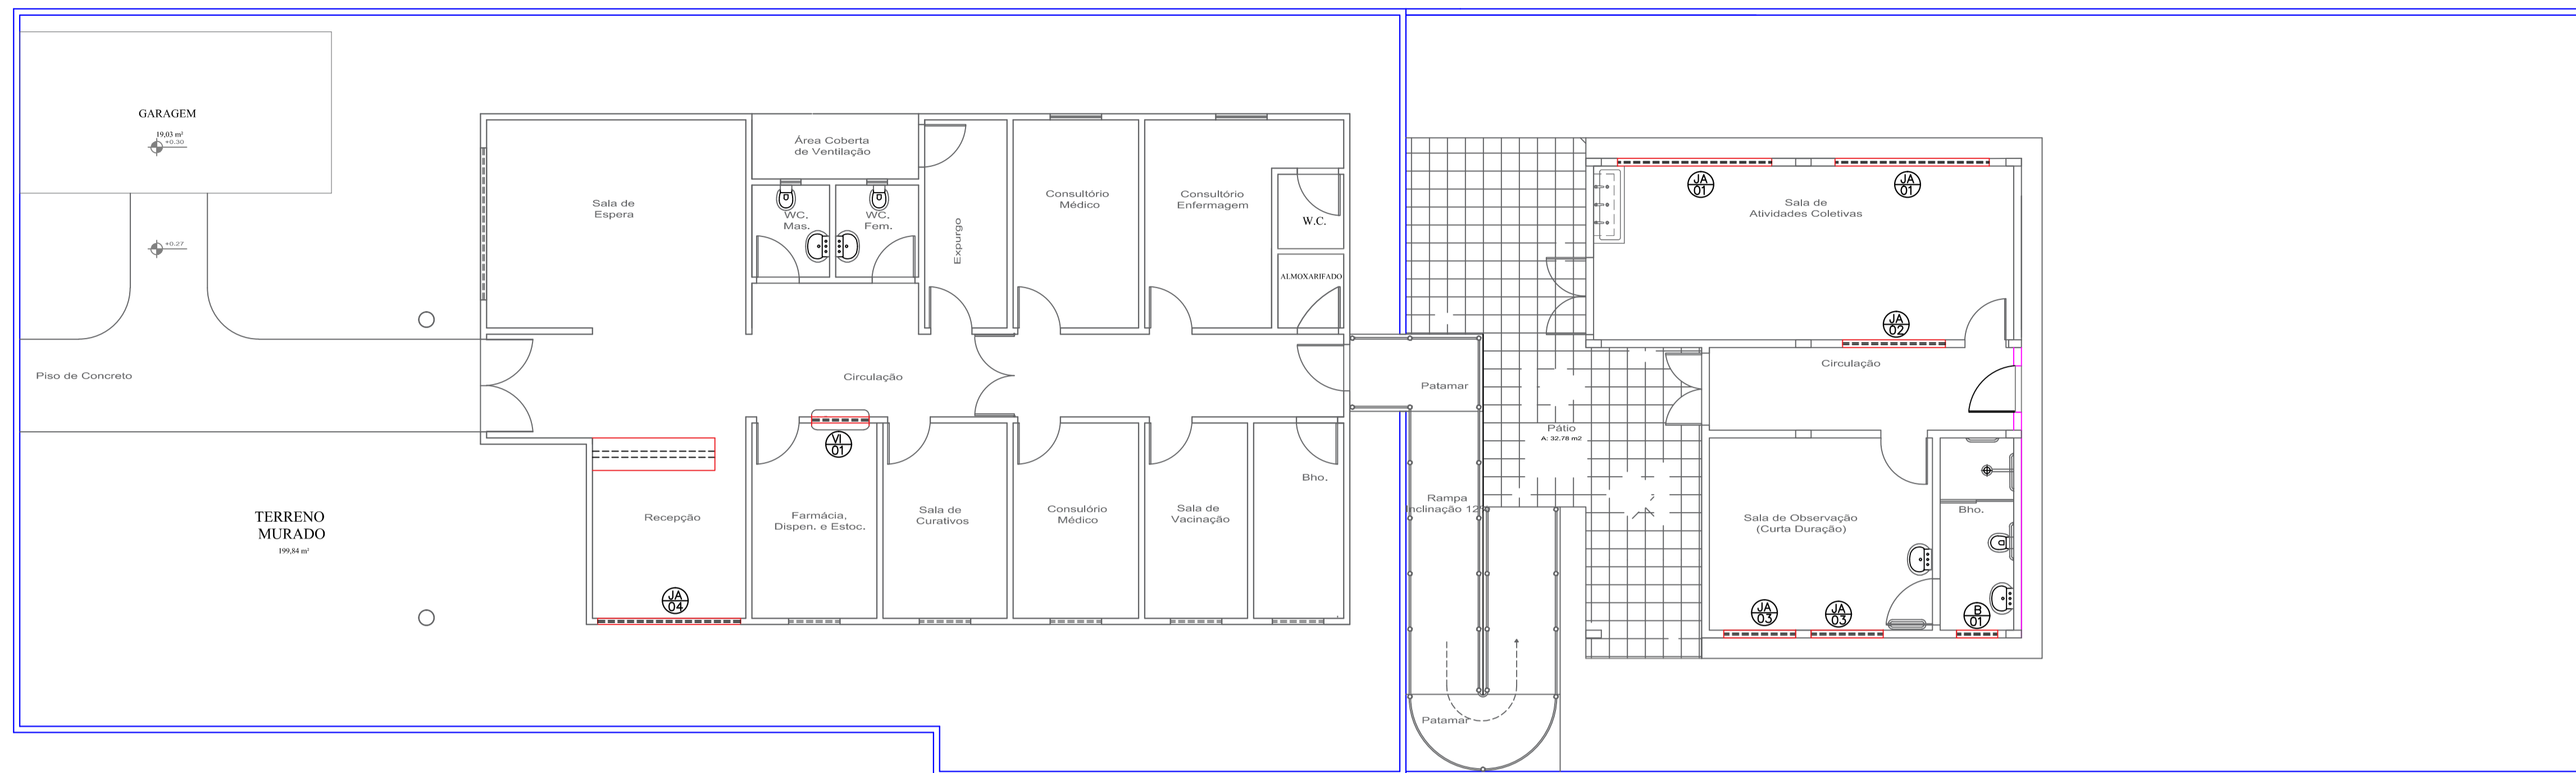 GARAGEM
19,03 m²
+0.30
+0.27
Piso de Concreto
TERRENO
MURADO
199,84 m²
Sala de
Espera
Área Coberta
de Ventilação
WC.
Mas.
WC.
Fem.
Expurgo
Consultório
Médico
Consultório
Enfermagem
W.C.
ALMOXARIFADO
Circulação
Recepção
JA
04
VI
01
Farmácia,
Dispen. e Estoc.
Sala de
Curativos
Consulório
Médico
Sala de
Vacinação
Bho.
Patamar
Rampa
Inclinação 12%
Patamar
Pátio
A: 32.78 m2
JA
01
JA
01
Sala de
Atividades Coletivas
JA
02
Circulação
Sala de Observação
(Curta Duração)
Bho.
JA
03
JA
03
B
01